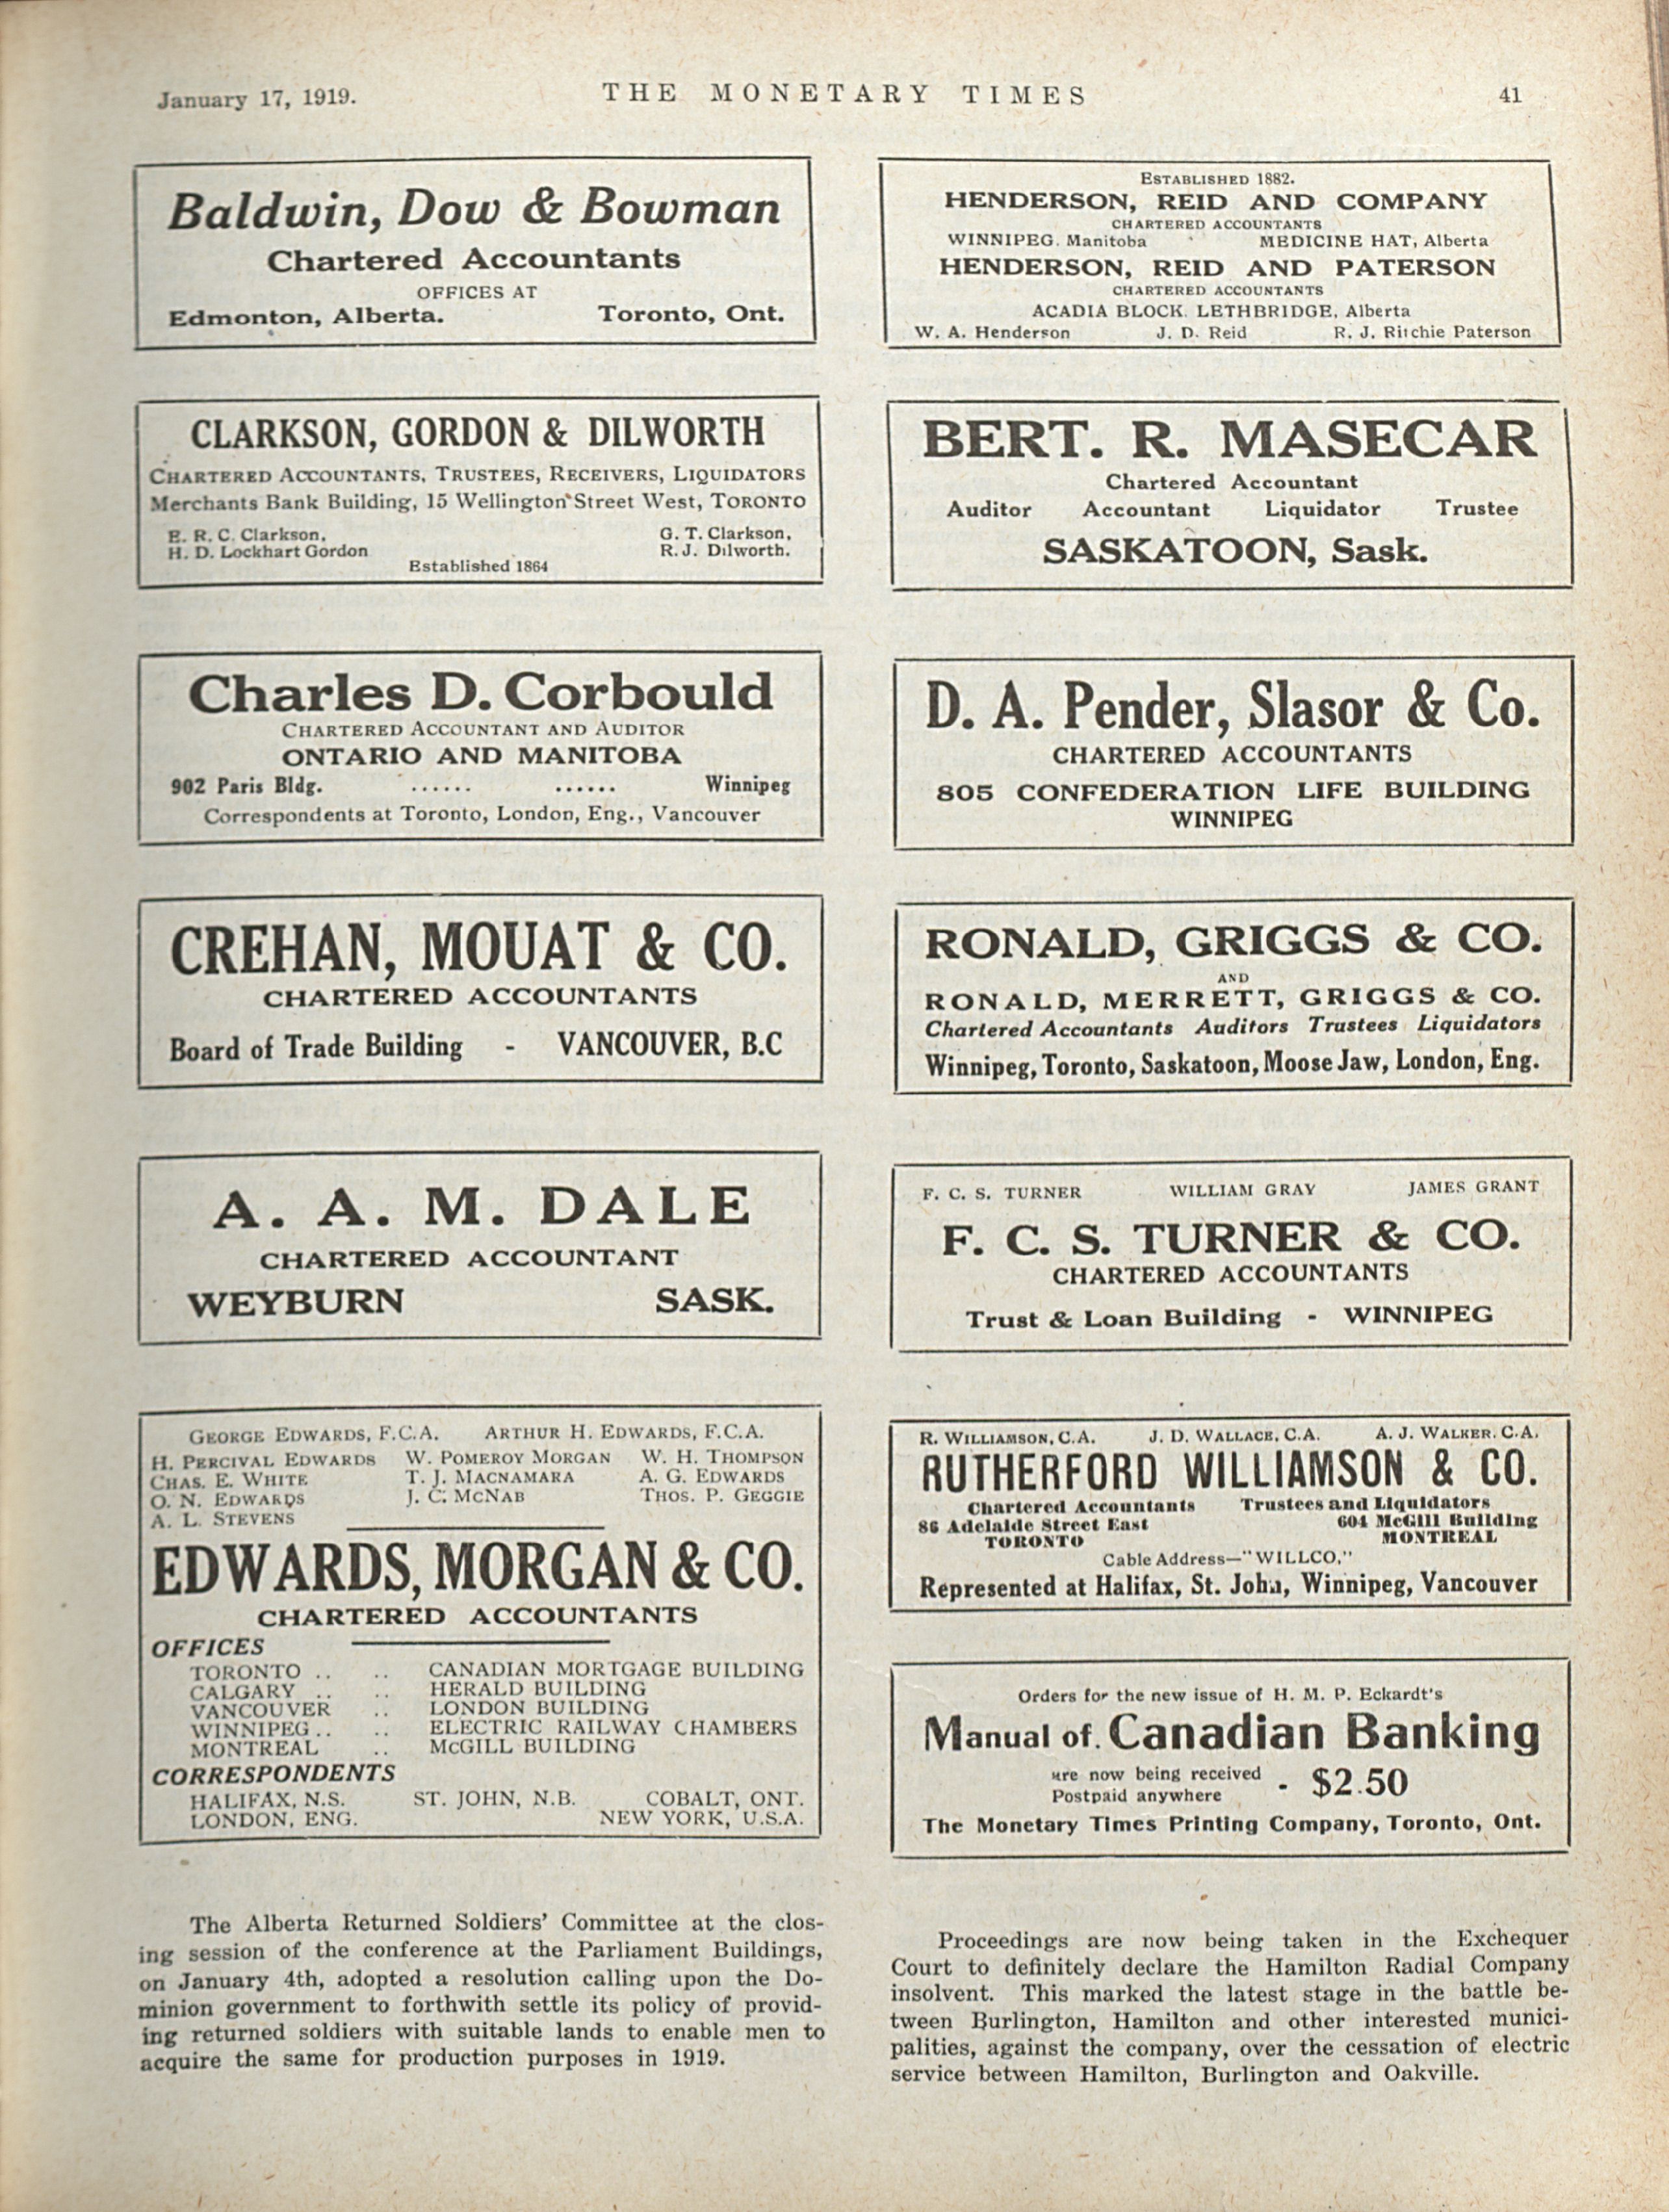 January 17, 1919.
THE MONETARY TIMES
41
Baldwin, Dow & Bowman
Chartered Accountants
OFFICES AT
Edmonton, Alberta. Toronto, Ont.
CLARKSON, GORDON & DILWORTH
CHARTERED ACCOUNTANTS, TRUSTEES, RECEIVERS, LIQUIDATORS
Merchants Bank Building, 15 Wellington Street West, TORONTO
E. R. C. Clarkson, G. T. Clarkson,
H. D. Lockhart Gordon R. J. Dilworth.
Established 1864
Charles D. Corbould
CHARTERED ACCOUNTANT AND AUDITOR
ONTARIO AND MANITOBA
902 Paris Bldg. ...... ...... Winnipeg
Correspondents at Toronto, London, Eng., Vancouver
CREHAN, MOUAT & CO.
CHARTERED ACCOUNTANTS
Board of Trade Building - VANCOUVER, B.C
A. A. M. DALE
CHARTERED ACCOUNTANT
WEYBURN SASK.
GEORGE EDWARDS, F.C.A. ARTHUR H. EDWARDS, F.C.A.
H. PERCIVAL EDWARDS W. POMEROY MORGAN W. H. THOMPSON
CHAS. E. WHITE T. J. MACNAMARA A. G. EDWARDS
O. N. EDWARDS J. C. MCNAB THOS. P. GEGGIE
A. L. STEVENS
EDWARDS, MORGAN & CO.
CHARTERED ACCOUNTANTS
OFFICES
TORONTO .. .. CANADIAN MORTGAGE BUILDING
CALGARY .. .. HERALD BUILDING
VANCOUVER .. LONDON BUILDING
WINNIPEG .. .. ELECTRIC RAILWAY CHAMBERS
MONTREAL .. McGILL BUILDING
CORRESPONDENTS
HALIFAX, N.S. ST. JOHN, N.B. COBALT, ONT.
LONDON, ENG. NEW YORK, U.S.A.
The Alberta Returned Soldiers' Committee at the clos-
ing session of the conference at the Parliament Buildings,
on January 4th, adopted a resolution calling upon the Do-
minion government to forthwith settle its policy of provid-
ing returned soldiers with suitable lands to enable men to
acquire the same for production purposes in 1919.
ESTABLISHED 1882.
HENDERSON, REID AND COMPANY
CHARTERED ACCOUNTANTS
WINNIPEG, Manitoba MEDICINE HAT, Alberta
HENDERSON, REID AND PATERSON
CHARTERED ACCOUNTANTS
ACADIA BLOCK, LETHBRIDGE, Alberta
W. A. Henderson J. D. Reid R. J. Ritchie Paterson
BERT. R. MASECAR
Chartered Accountant
Auditor Accountant Liquidator Trustee
SASKATOON, Sask.
D. A. Pender, Slasor & Co.
CHARTERED ACCOUNTANTS
805 CONFEDERATION LIFE BUILDING
WINNIPEG
RONALD, GRIGGS & CO.
AND
RONALD, MERRETT, GRIGGS & CO.
Chartered Accountants Auditors Trustees Liquidators
Winnipeg, Toronto, Saskatoon, Moose Jaw, London, Eng.
F. C. S. TURNER WILLIAM GRAY JAMES GRANT
F. C. S. TURNER & CO.
CHARTERED ACCOUNTANTS
Trust & Loan Building - WINNIPEG
R. WILLIAMSON, C.A. J. D. WALLACE, C.A. A. J. WALKER, C.A.
RUTHERFORD WILLIAMSON & CO.
Chartered Accountants Trustees and Liquidators
86 Adelaide Street East 604 McGill Building
TORONTO MONTREAL
Cable Address—"WILLCO."
Represented at Halifax, St. John, Winnipeg, Vancouver
Orders for the new issue of H. M. P. Eckardt's
Manual of Canadian Banking
are now being received
Postpaid anywhere - $2.50
The Monetary Times Printing Company, Toronto, Ont.
Proceedings are now being taken in the Exchequer
Court to definitely declare the Hamilton Radial Company
insolvent. This marked the latest stage in the battle be-
tween Burlington, Hamilton and other interested munici-
palities, against the company, over the cessation of electric
service between Hamilton, Burlington and Oakville.